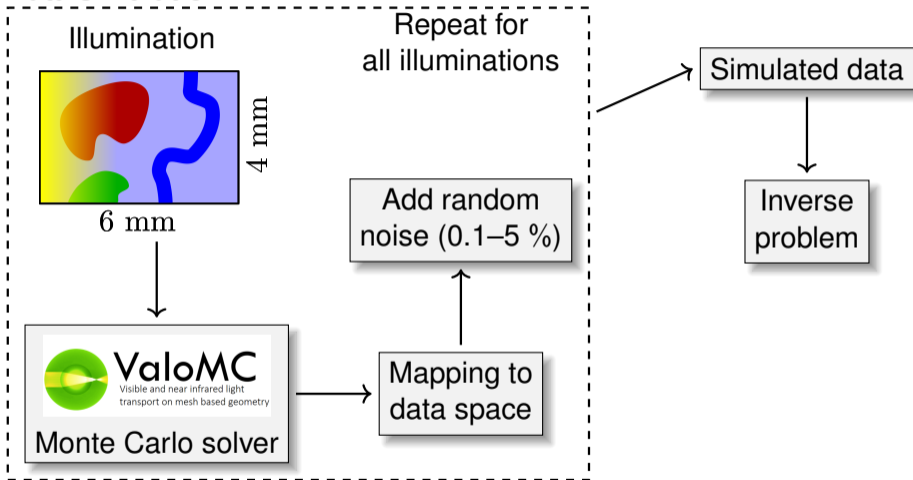 Illumination
4 mm
6 mm
Repeat for
all illuminations
Add random
noise (0.1–5 %)
ValoMC
Visible and near infrared light
transport on mesh based geometry
Monte Carlo solver
Mapping to
data space
Simulated data
Inverse
problem